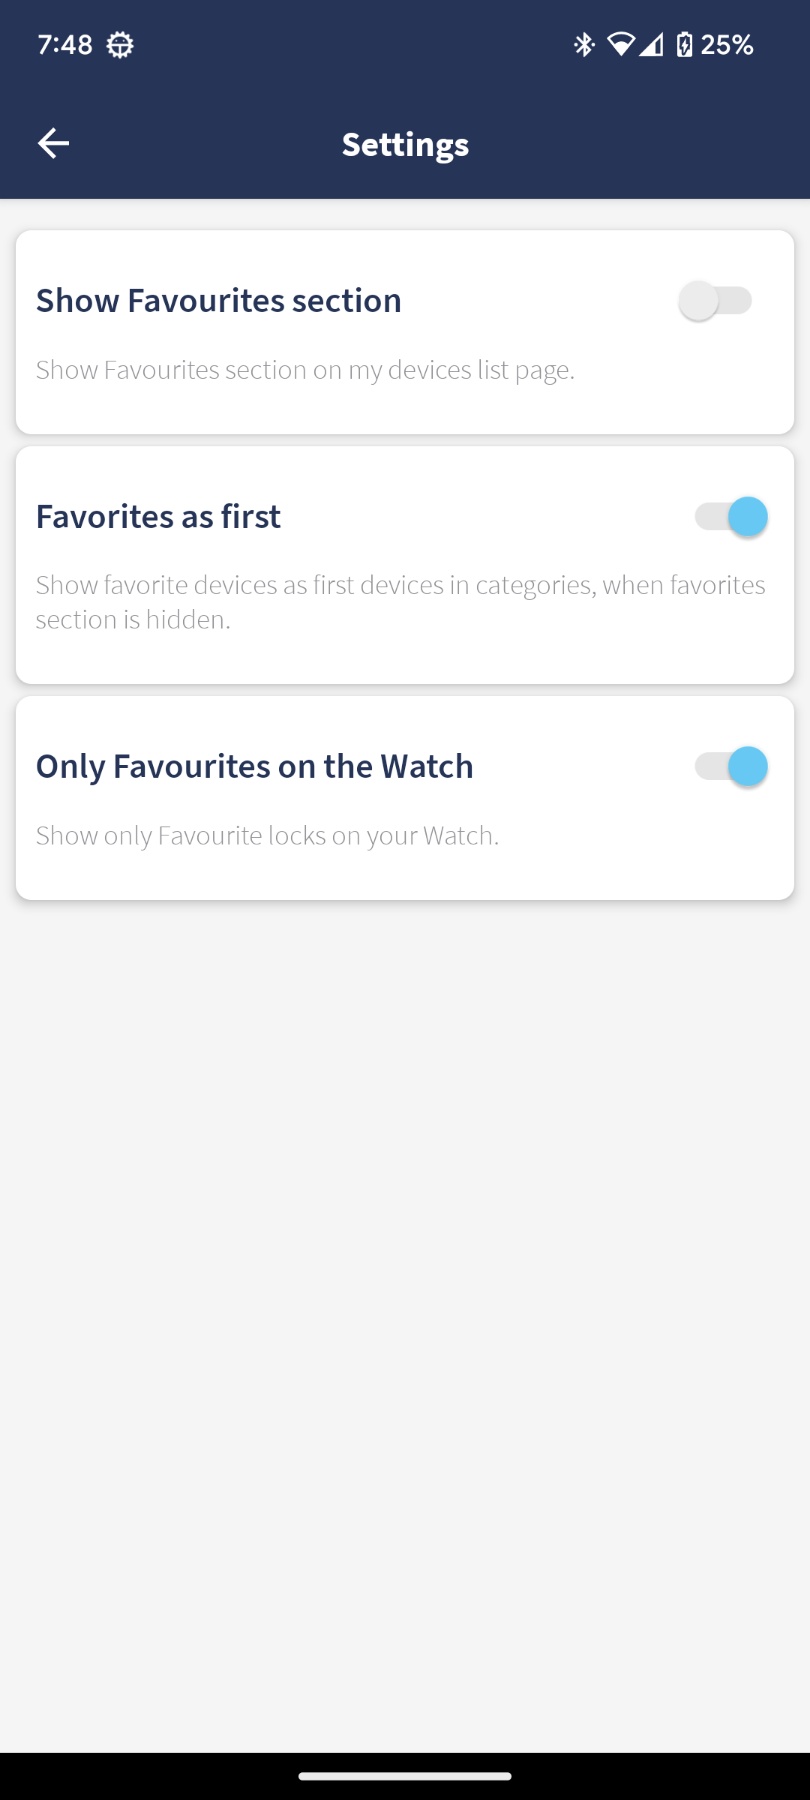 7:48
25%
Settings
Show Favourites section
Show Favourites section on my devices list page.
Favorites as first
Show favorite devices as first devices in categories, when favorites
section is hidden.
Only Favourites on the Watch
Show only Favourite locks on your Watch.